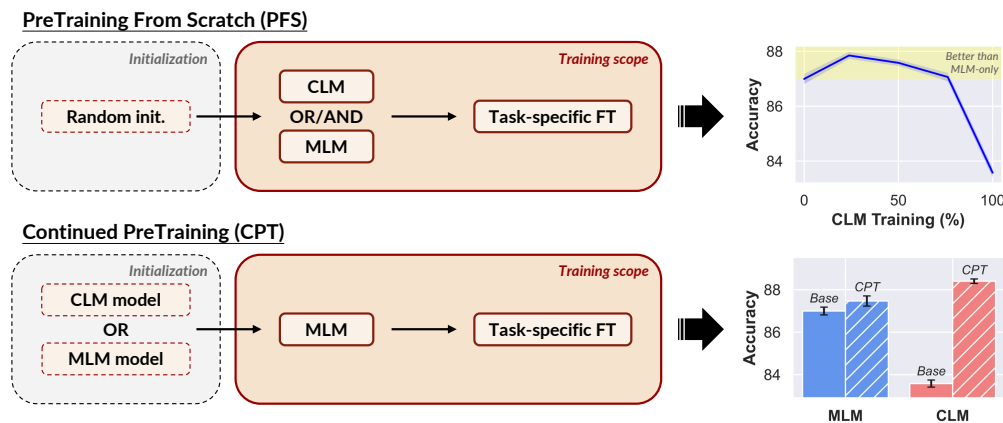 PreTraining From Scratch (PFS)
Initialization
Random init.
Training scope
CLM
OR/AND
MLM
Task-specific FT
88
86
84
Accuracy
Better than
MLM-only
0
50
100
CLM Training (%)
Continued PreTraining (CPT)
Initialization
CLM model
OR
MLM model
Training scope
MLM
Task-specific FT
88
86
84
Accuracy
Base
CPT
Base
CPT
MLM
CLM